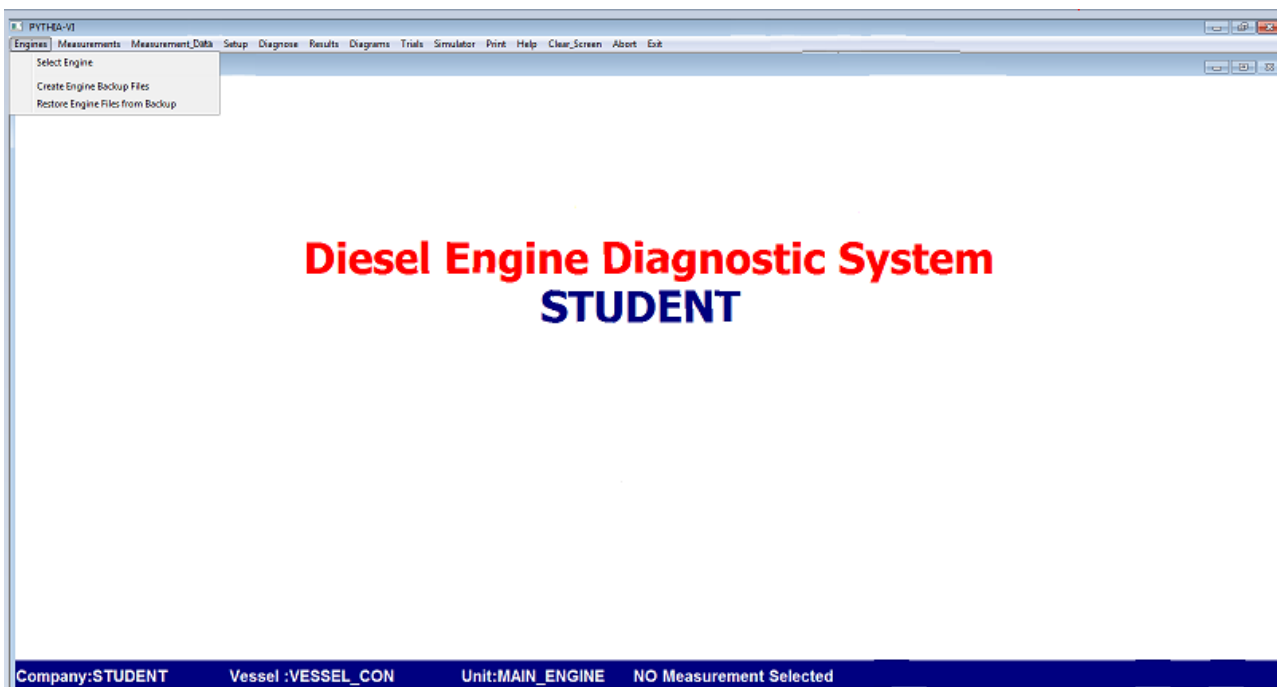 PYTHIA-VI
Engines Measurements Measurement_Data Setup Diagnose Results Diagrams Trials Simulator Print Help Clear_Screen Abort Exit
Select Engine
Create Engine Backup Files
Restore Engine Files from Backup
Diesel Engine Diagnostic System
STUDENT
Company:STUDENT Vessel :VESSEL_CON Unit:MAIN_ENGINE NO Measurement Selected